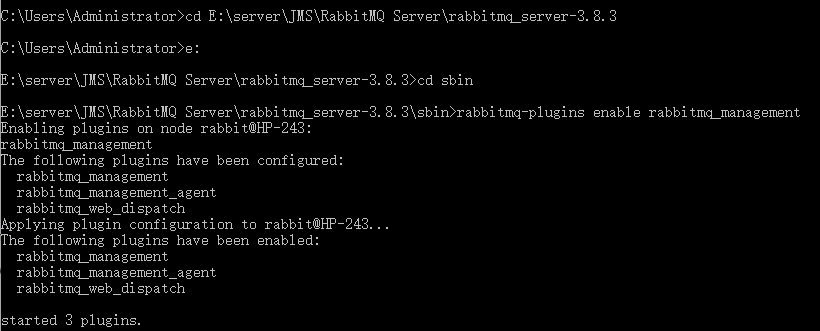 C:\Users\Administrator>cd E:\server\JMS\RabbitMQ Server\rabbitmq_server-3.8.3
C:\Users\Administrator>e:
E:\server\JMS\RabbitMQ Server\rabbitmq_server-3.8.3>cd sbin
E:\server\JMS\RabbitMQ Server\rabbitmq_server-3.8.3\sbin>rabbitmq-plugins enable rabbitmq_management
Enabling plugins on node rabbit@HP-243:
rabbitmq_management
The following plugins have been configured:
  rabbitmq_management
  rabbitmq_management_agent
  rabbitmq_web_dispatch
Applying plugin configuration to rabbit@HP-243...
The following plugins have been enabled:
  rabbitmq_management
  rabbitmq_management_agent
  rabbitmq_web_dispatch
started 3 plugins.